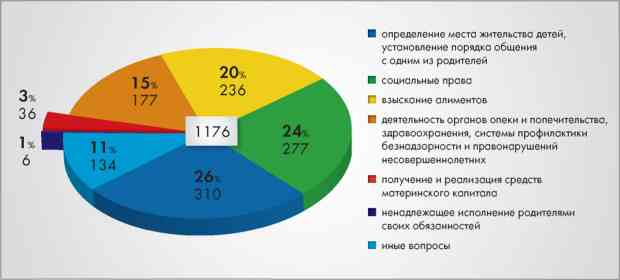 3%
36
1%
6
15%
177
20%
236
11%
134
26%
310
24%
277
1176
определение места жительства детей,
установление порядка общения
с одним из родителей
социальные права
взыскание алиментов
деятельность органов опеки и попечительства,
здравоохранения, системы профилактики
безнадзорности и правонарушений
несовершеннолетних
получение и реализация средств
материнского капитала
ненадлежащее исполнение родителями
своих обязанностей
иные вопросы